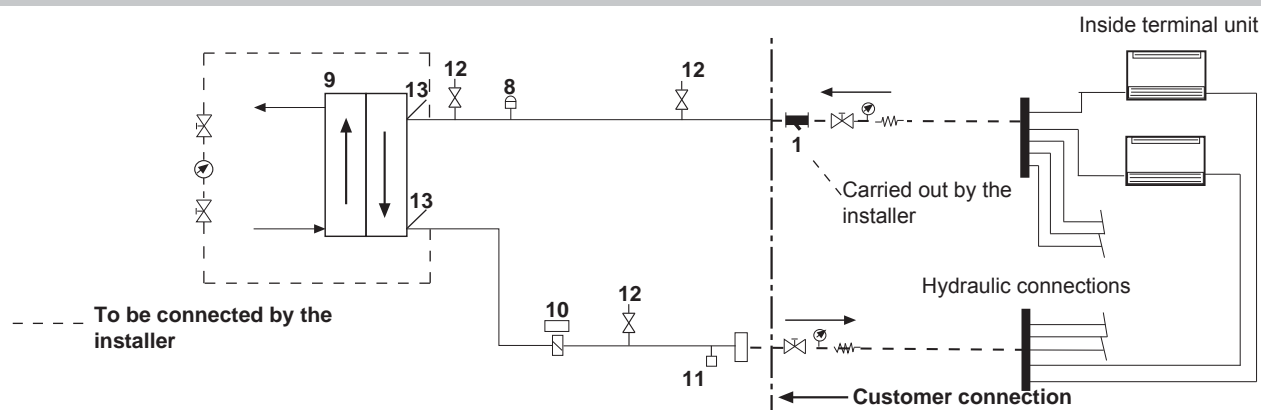 Inside terminal unit
9
13
12
8
12
1
Carried out by the
installer
13
Hydraulic connections
To be connected by the
installer
10
12
11
Customer connection